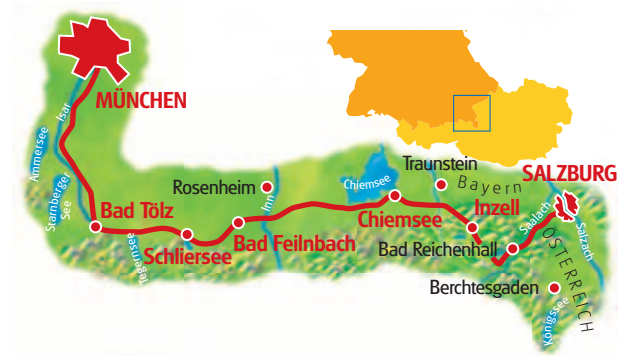 MÜNCHEN
Isar
Ammersee
Starnberger
See
Bad Tölz
Tegernsee
Schliersee
Rosenheim
Inn
Bad Feilnbach
Chiemsee
Chiemsee
Traunstein
Bayern
Inzell
SALZBURG
Saalach
Salzach
Bad Reichenhall
ÖSTERREICH
Berchtesgaden
Königssee